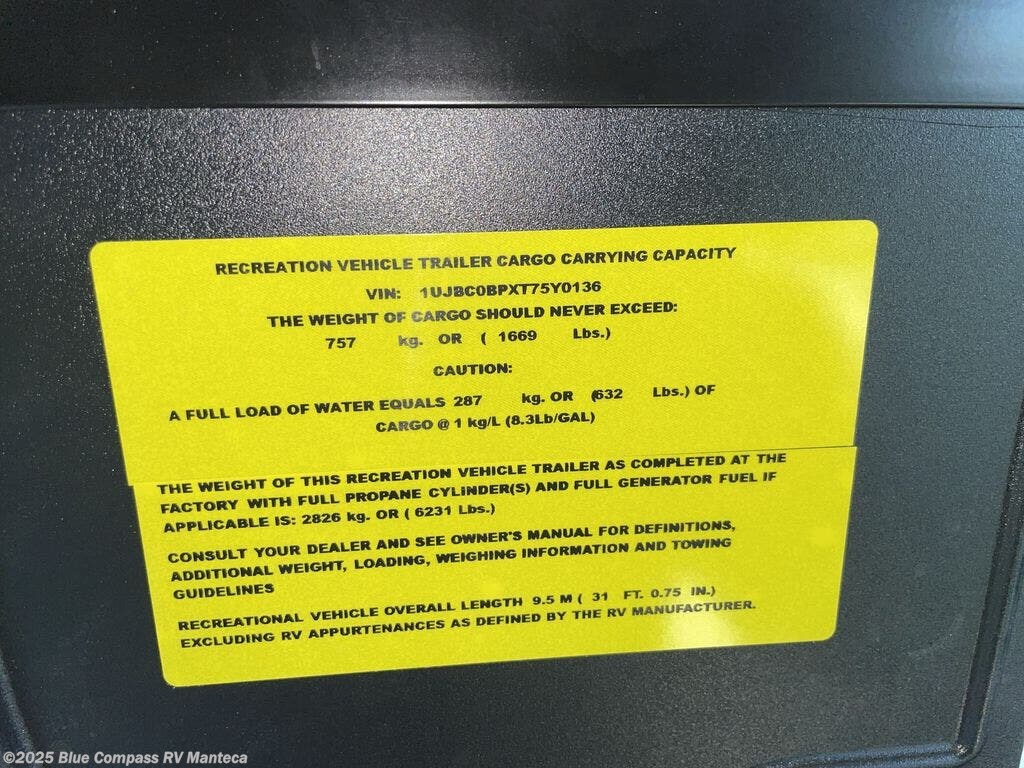 RECREATION VEHICLE TRAILER CARGO CARRYING CAPACITY
VIN: 1UJBC0BPXT75Y0136
THE WEIGHT OF CARGO SHOULD NEVER EXCEED:
757 kg. OR ( 1669 Lbs.)
CAUTION:
A FULL LOAD OF WATER EQUALS 287 kg. OR (632 Lbs.) OF
CARGO @ 1 kg/L (8.3Lb/GAL)
THE WEIGHT OF THIS RECREATION VEHICLE TRAILER AS COMPLETED AT THE
FACTORY WITH FULL PROPANE CYLINDER(S) AND FULL GENERATOR FUEL IF
APPLICABLE IS: 2826 kg. OR ( 6231 Lbs.)
CONSULT YOUR DEALER AND SEE OWNER'S MANUAL FOR DEFINITIONS,
ADDITIONAL WEIGHT, LOADING, WEIGHING INFORMATION AND TOWING
GUIDELINES
RECREATIONAL VEHICLE OVERALL LENGTH 9.5 M ( 31 FT. 0.75 IN.)
EXCLUDING RV APPURTENANCES AS DEFINED BY THE RV MANUFACTURER.
©2025 Blue Compass RV Manteca